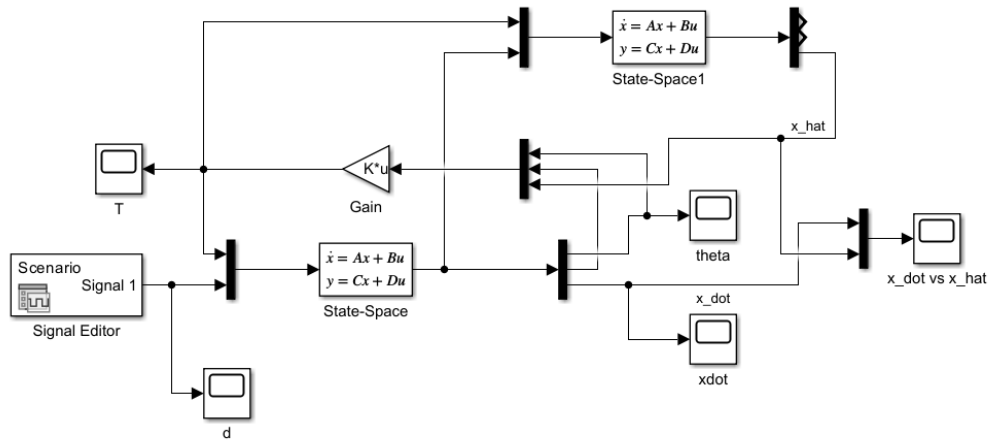 ẋ = Ax + Bu
y = Cx + Du
State-Space1
x_hat
K*u
Gain
T
theta
Scenario
Signal 1
Signal Editor
ẋ = Ax + Bu
y = Cx + Du
State-Space
x_dot
x_dot vs x_hat
xdot
d